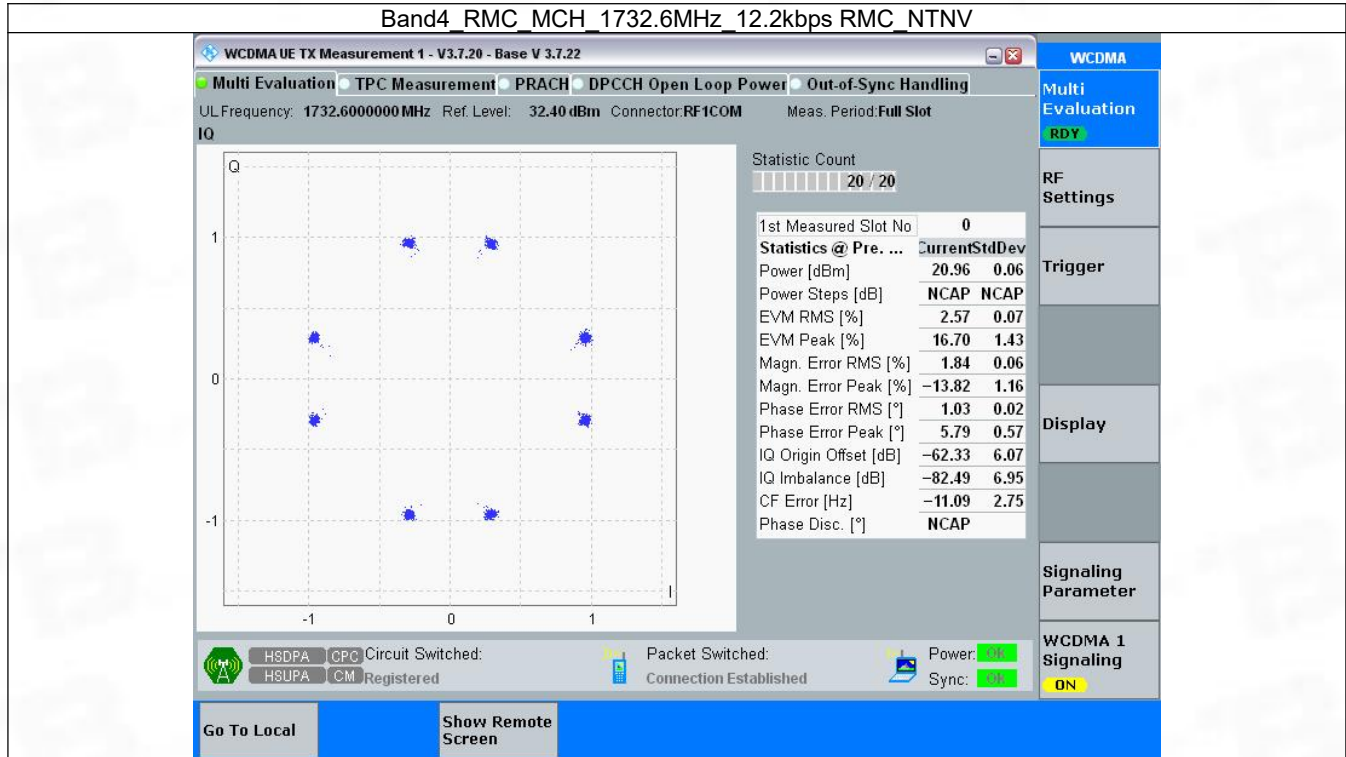 Band4_RMC_MCH_1732.6MHz_12.2kbps RMC_NTNV
WCDMA UE TX Measurement 1 - V3.7.20 - Base V 3.7.22
WCDMA
Multi Evaluation TPC Measurement PRACH DPCCH Open Loop Power Out-of-Sync Handling
Multi
Evaluation
RDY
UL Frequency: 1732.6000000 MHz Ref. Level: 32.40 dBm Connector:RF1COM Meas. Period:Full Slot
IQ
Q
1
0
-1
-1 0 1
I
Statistic Count
20 / 20
1st Measured Slot No 0
Statistics @ Pre. ... CurrentStdDev
Power [dBm] 20.96 0.06
Power Steps [dB] NCAP NCAP
EVM RMS [%] 2.57 0.07
EVM Peak [%] 16.70 1.43
Magn. Error RMS [%] 1.84 0.06
Magn. Error Peak [%] −13.82 1.16
Phase Error RMS [°] 1.03 0.02
Phase Error Peak [°] 5.79 0.57
IQ Origin Offset [dB] −62.33 6.07
IQ Imbalance [dB] −82.49 6.95
CF Error [Hz] −11.09 2.75
Phase Disc. [°] NCAP
RF
Settings
Trigger
Display
Signaling
Parameter
WCDMA 1
Signaling
ON
HSDPA CPC Circuit Switched: Packet Switched: Power: Ok
HSUPA CM Registered Connection Established Sync: Ok
Go To Local
Show Remote
Screen